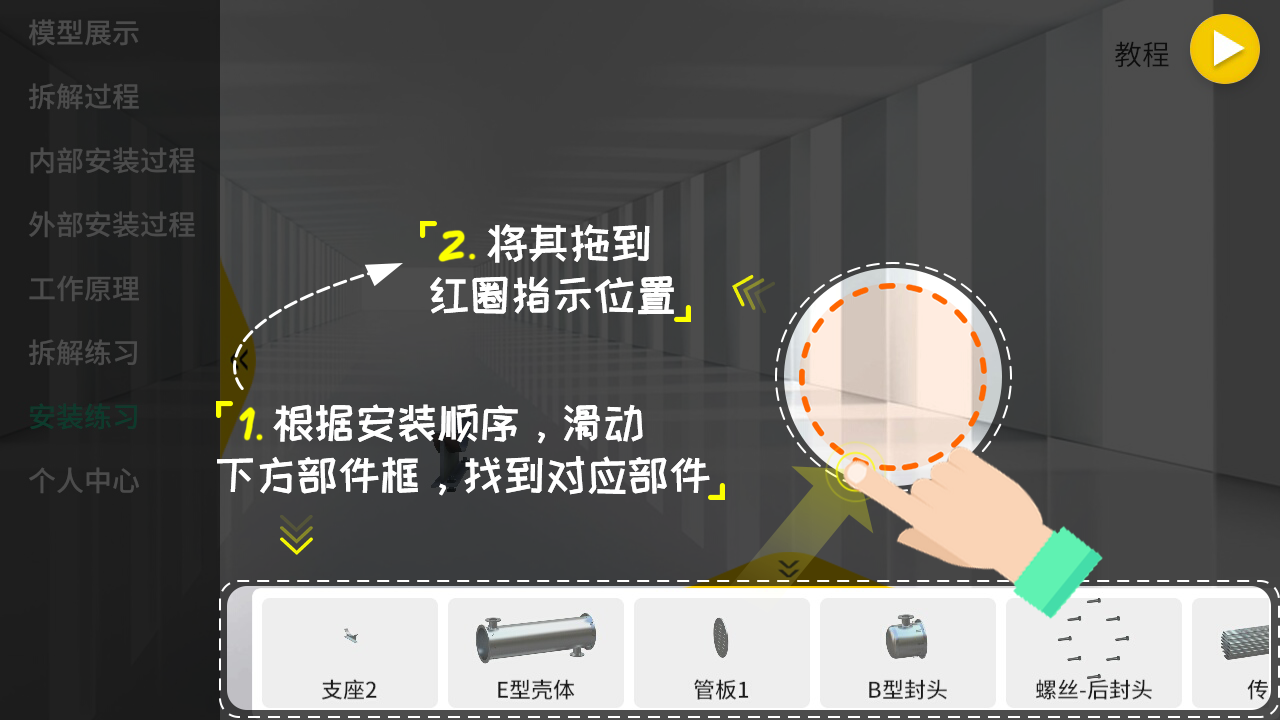 模型展示
拆解过程
内部安装过程
外部安装过程
工作原理
拆解练习
安装练习
个人中心
教程
2.将其拖到
红圈指示位置
1.根据安装顺序，滑动
下方部件框，找到对应部件
支座2
E型壳体
管板1
B型封头
螺丝-后封头
传